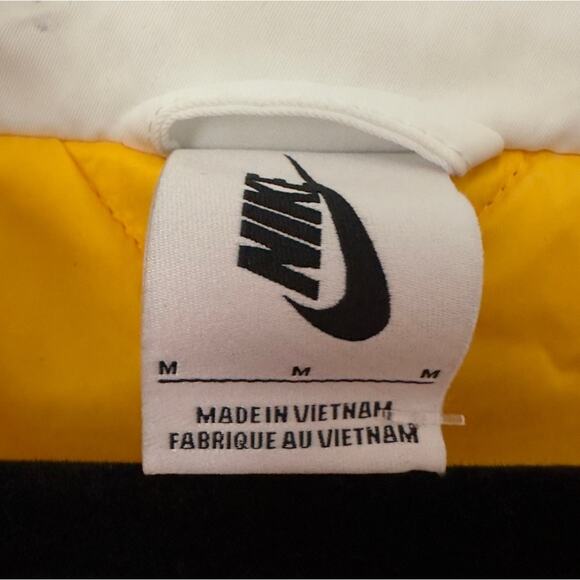 NIKE
M M M
MADE IN VIETNAM
FABRIQUE AU VIETNAM